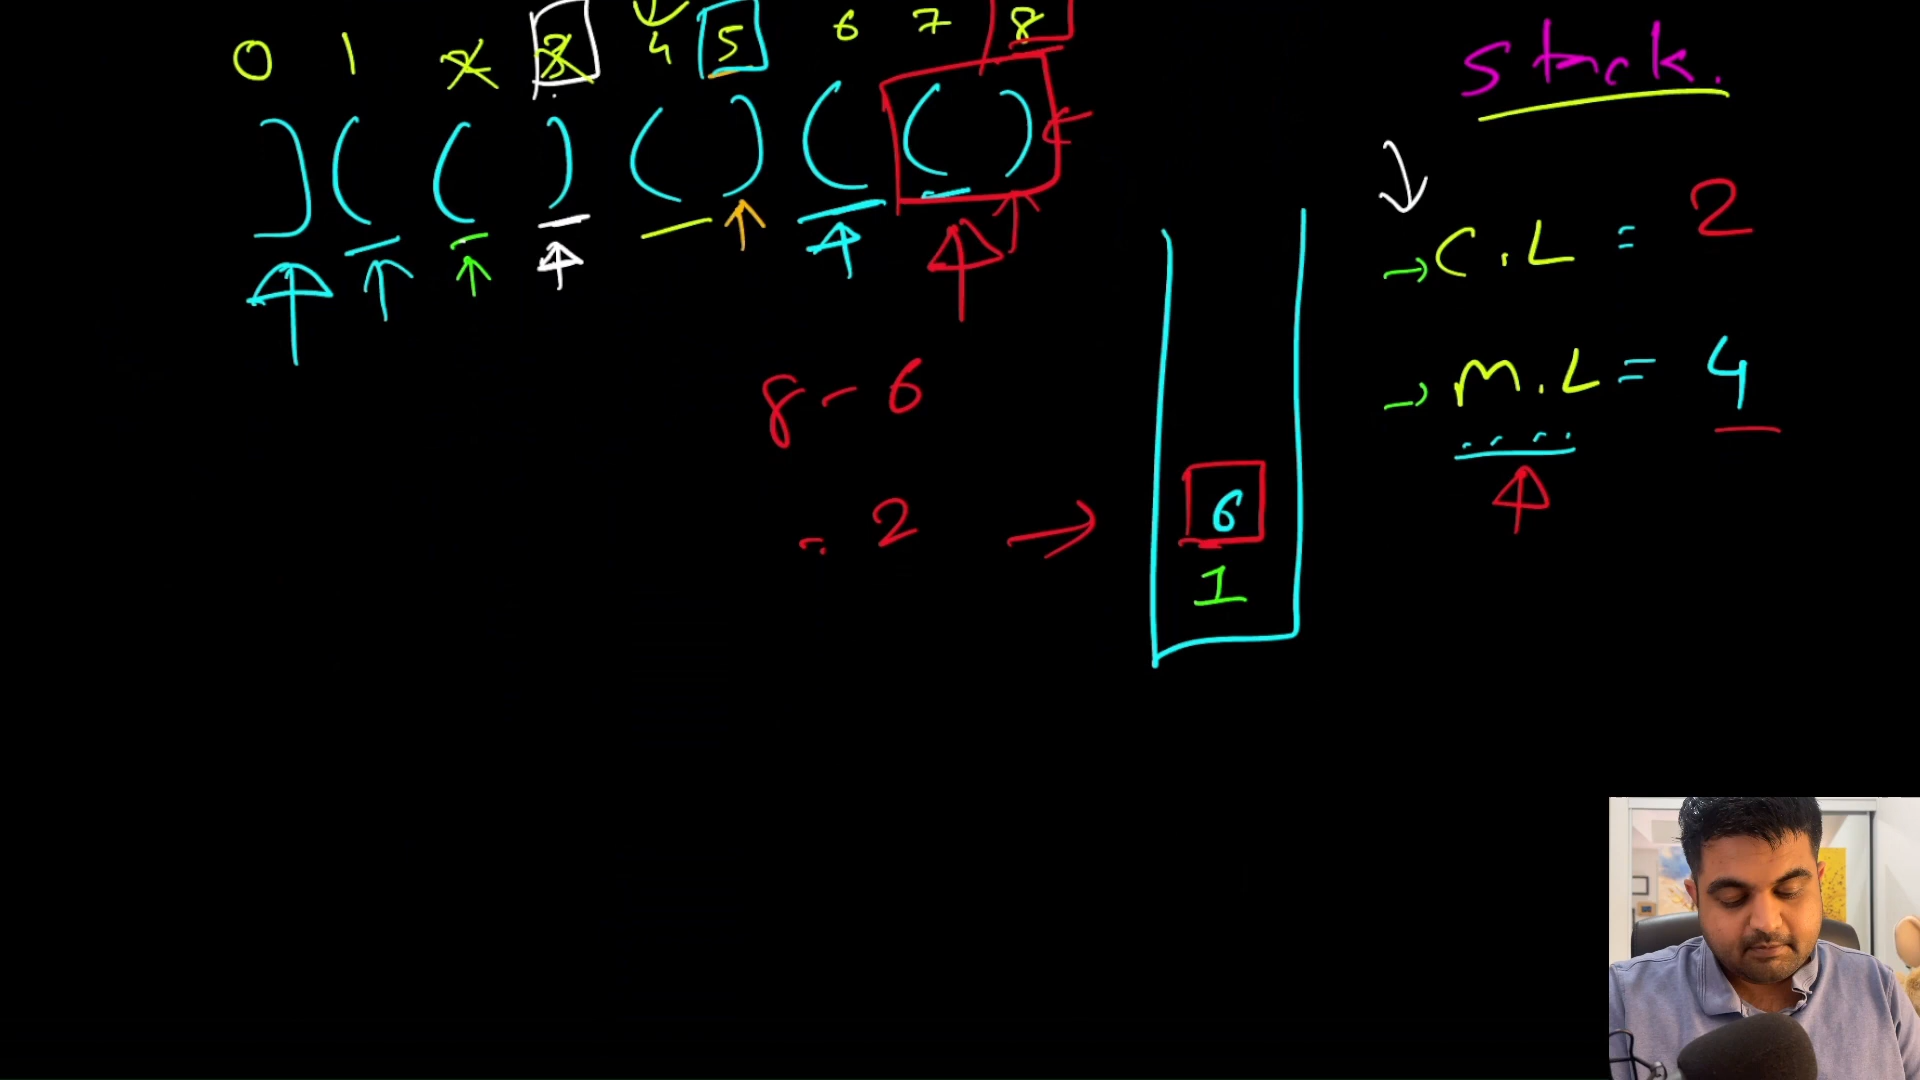 0 1 2 3 4 5 6 7 8
) ( ( ) ( ) ( ( )
stack.
→ C.L = 2
→ M.L = 4
8 - 6
= 2 →
6
1